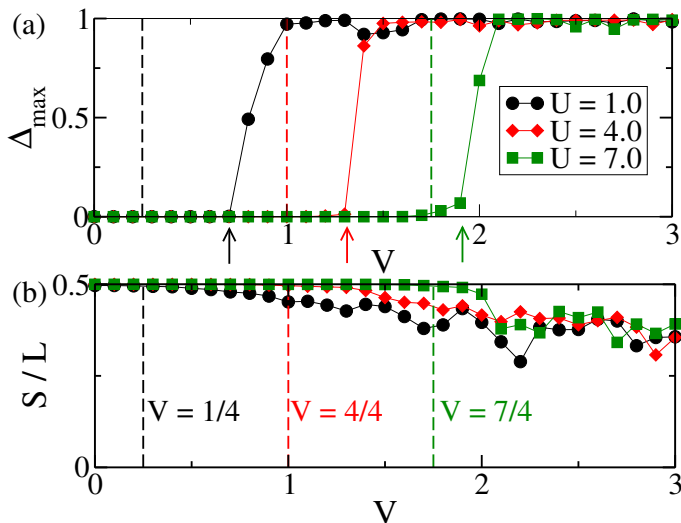 (a)
1
0.5
0
Δmax
U = 1.0
U = 4.0
U = 7.0
0 1 2 3
V
(b)
0.5
0
S / L
V = 1/4 V = 4/4 V = 7/4
0 1 2 3
V